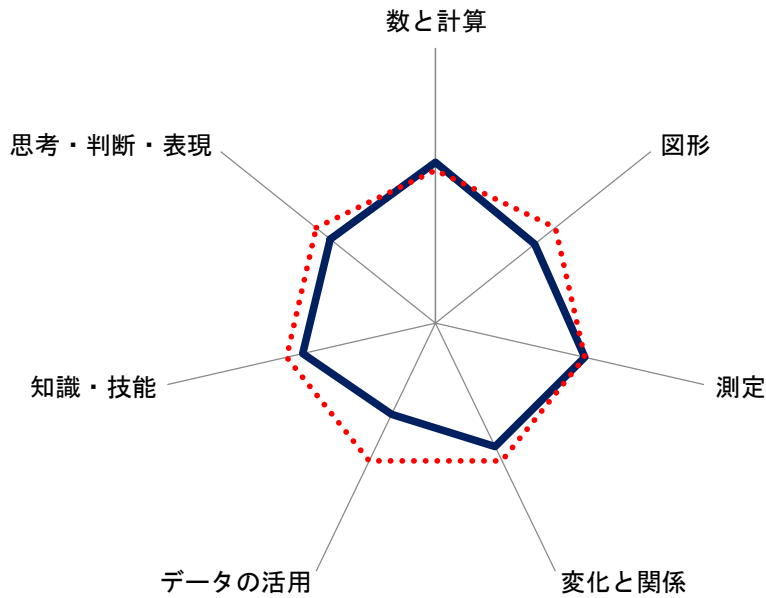 数と計算
思考・判断・表現
図形
知識・技能
測定
データの活用
変化と関係